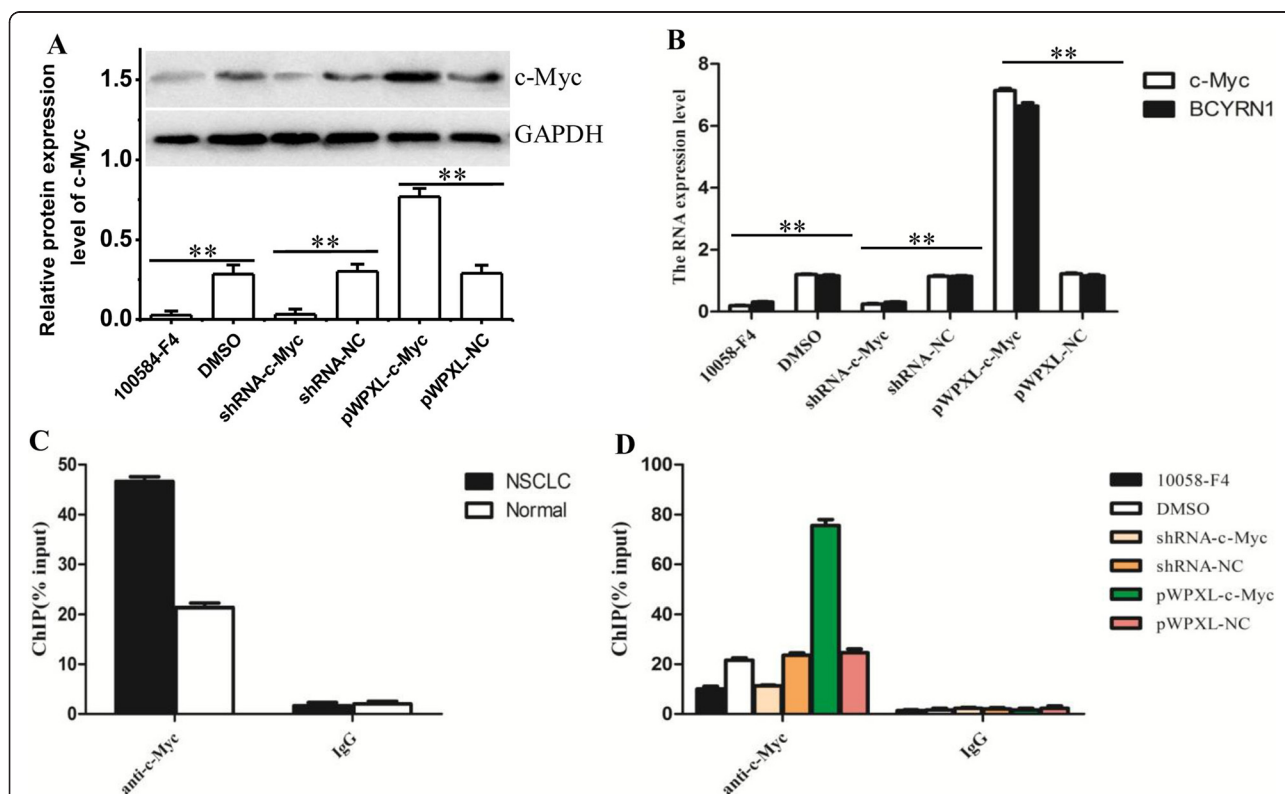 A
Relative protein expression
level of c-Myc
1.5
1.0
0.5
0.0
c-Myc
GAPDH
**
**
**
100584-F4
DMSO
shRNA-c-Myc
shRNA-NC
pWPXL-c-Myc
pWPXL-NC
B
The RNA expression level
8
6
4
2
0
**
**
**
c-Myc
BCYRN1
10058-F4
DMSO
shRNA-c-Myc
shRNA-NC
pWPXL-c-Myc
pWPXL-NC
C
ChIP(% input)
50
40
30
20
10
0
NSCLC
Normal
anti-c-Myc
IgG
D
ChIP(% input)
100
80
60
40
20
0
10058-F4
DMSO
shRNA-c-Myc
shRNA-NC
pWPXL-c-Myc
pWPXL-NC
anti-c-Myc
IgG